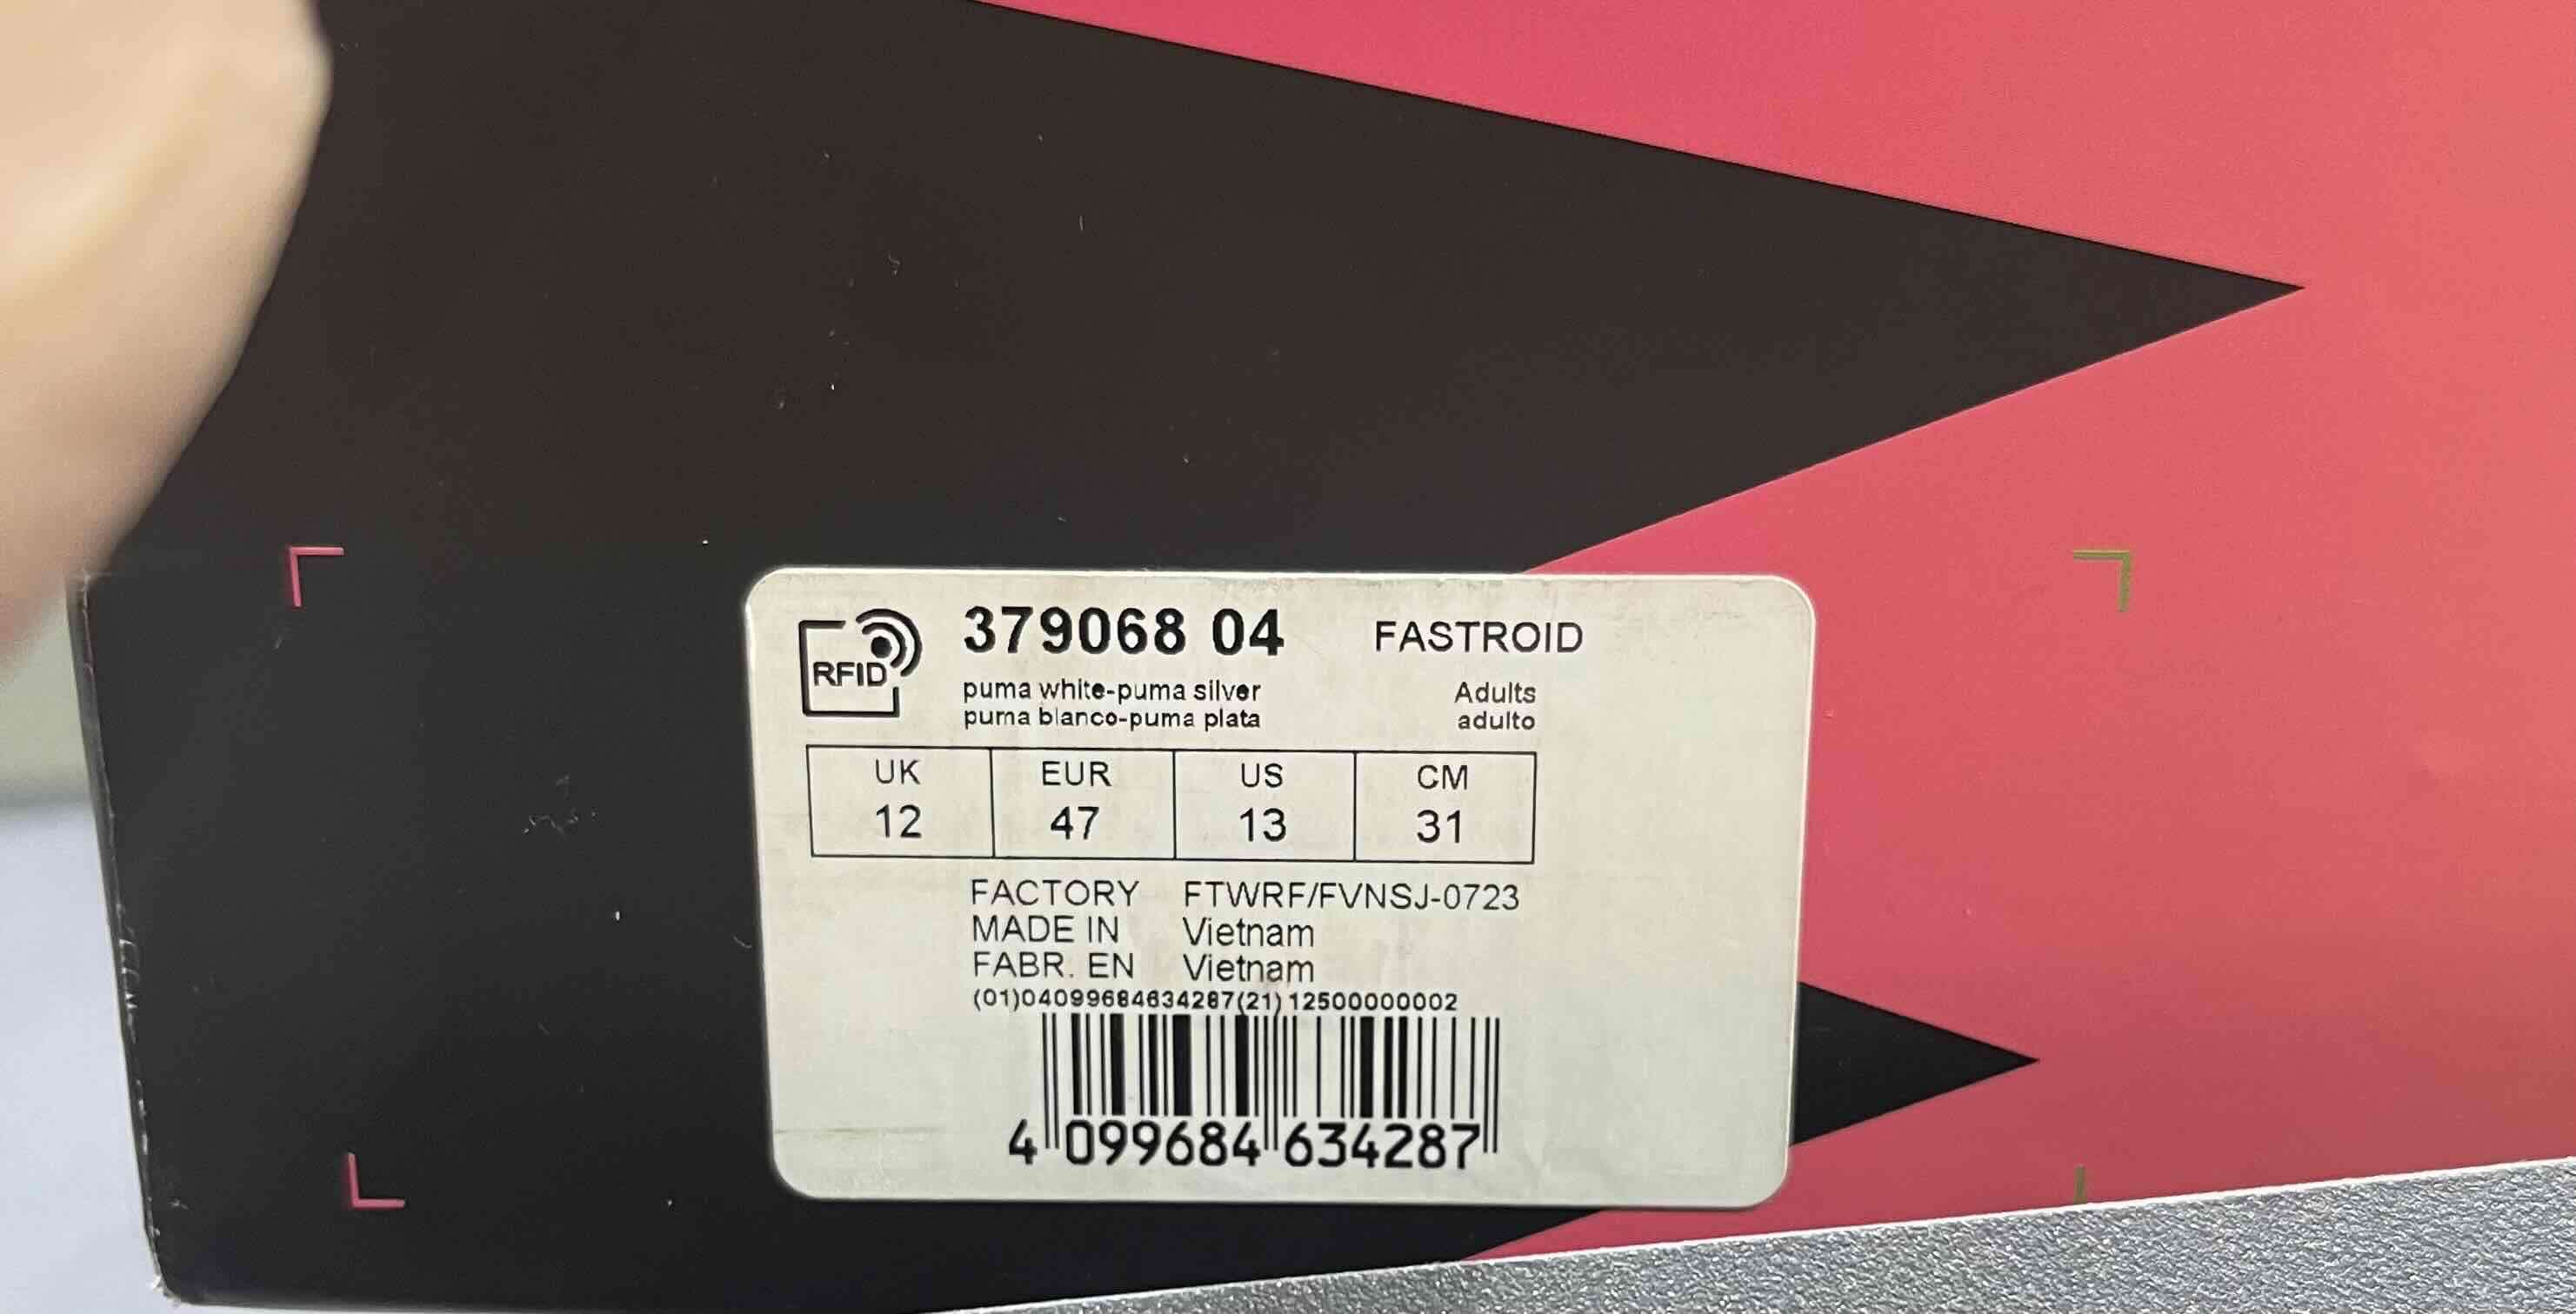 RFID
379068 04 FASTROID
puma white-puma silver Adults
puma blanco-puma plata adulto
UK EUR US CM
12 47 13 31
FACTORY FTWRF/FVNSJ-0723
MADE IN Vietnam
FABR. EN Vietnam
(01)04099684634287(21)12500000002
4 099684 634287